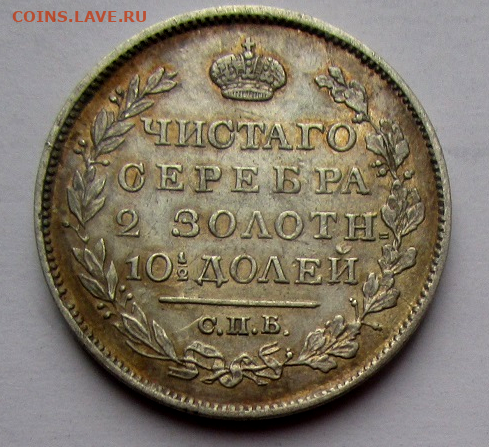 COINS.LAVE.RU
ЧИСТАГО
СЕРЕБРА
2 ЗОЛОТН=
10½ ДОЛЕЙ
С.П.Б.